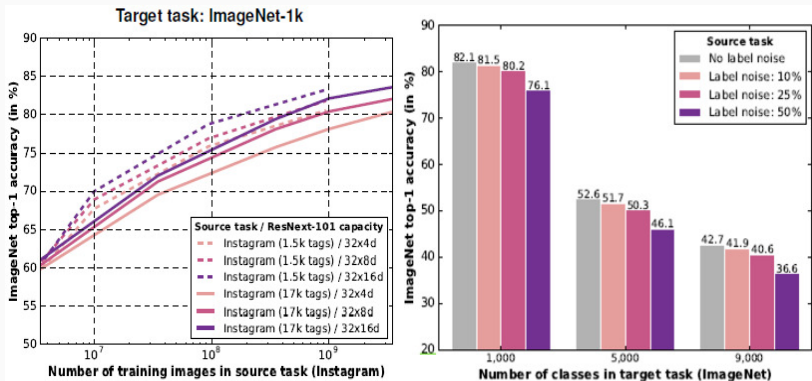 Target task: ImageNet-1k
ImageNet top-1 accuracy (in %)
90
85
80
75
70
65
60
55
50
10^7
10^8
10^9
Number of training images in source task (Instagram)
Source task / ResNext-101 capacity
Instagram (1.5k tags) / 32x4d
Instagram (1.5k tags) / 32x8d
Instagram (1.5k tags) / 32x16d
Instagram (17k tags) / 32x4d
Instagram (17k tags) / 32x8d
Instagram (17k tags) / 32x16d
ImageNet top-1 accuracy (in %)
90
80
70
60
50
40
30
20
Source task
No label noise
Label noise: 10%
Label noise: 25%
Label noise: 50%
82.1 81.5 80.2 76.1
52.6 51.7 50.3 46.1
42.7 41.9 40.6 36.6
1,000 5,000 9,000
Number of classes in target task (ImageNet)